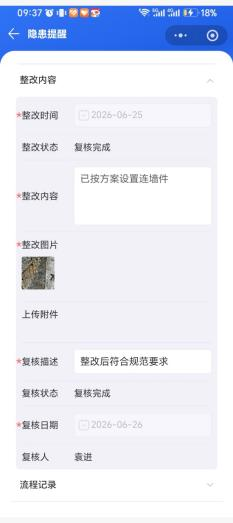 09:37 18%
隐患提醒
整改内容
*整改时间 2026-06-25
整改状态 复核完成
*整改内容 已按方案设置连墙件
*整改图片
上传附件
*复核描述 整改后符合规范要求
复核状态 复核完成
*复核日期 2026-06-26
复核人 袁进
流程记录